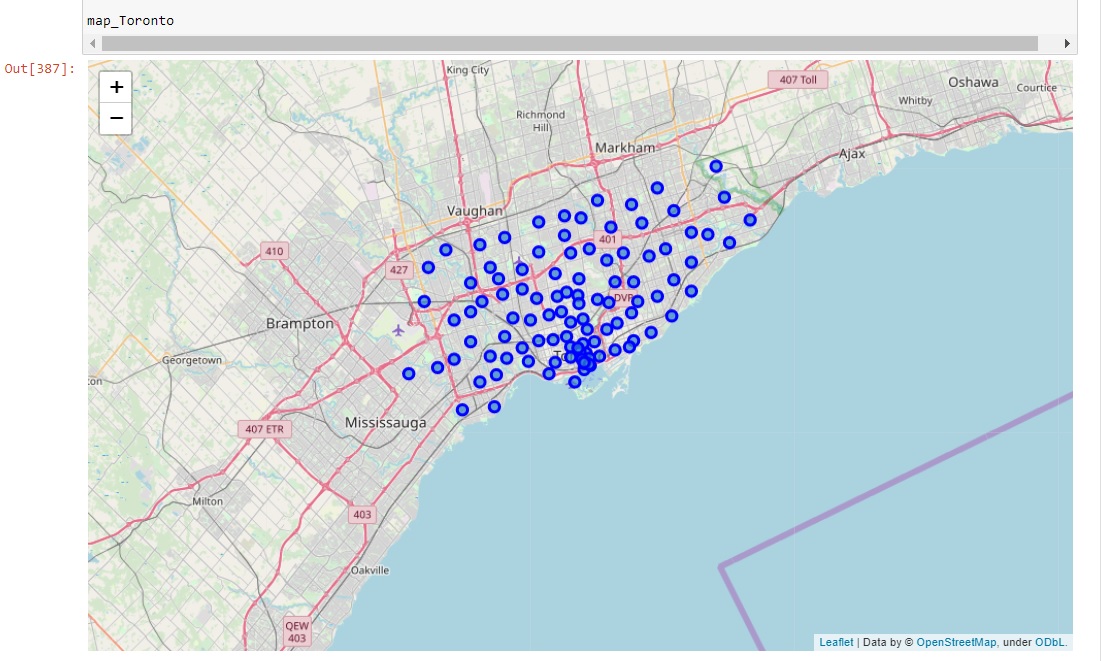 map_Toronto
Out[387]:
+
−
King City
407 Toll
Oshawa
Courtice
Whitby
Richmond
Hill
Markham
Ajax
Vaughan
401
410
427
DVP
Brampton
Georgetown
Mississauga
407 ETR
Milton
403
Oakville
QEW
403
Leaflet | Data by © OpenStreetMap, under ODbL.